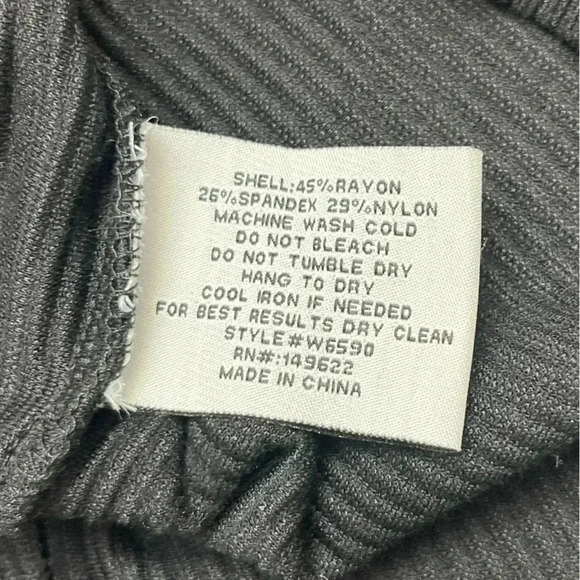 SHELL:45%RAYON
26%SPANDEX 29%NYLON
MACHINE WASH COLD
DO NOT BLEACH
DO NOT TUMBLE DRY
HANG TO DRY
COOL IRON IF NEEDED
FOR BEST RESULTS DRY CLEAN
STYLE#W6590
RN#:149622
MADE IN CHINA